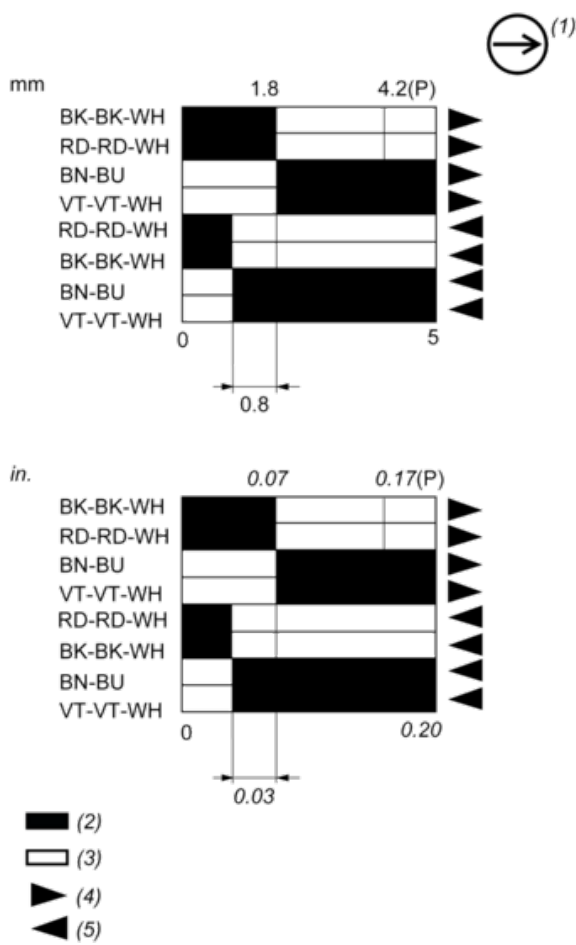 (1)
mm 1.8 4.2(P)
BK-BK-WH
RD-RD-WH
BN-BU
VT-VT-WH
RD-RD-WH
BK-BK-WH
BN-BU
VT-VT-WH
0 5
0.8
in. 0.07 0.17(P)
BK-BK-WH
RD-RD-WH
BN-BU
VT-VT-WH
RD-RD-WH
BK-BK-WH
BN-BU
VT-VT-WH
0 0.20
0.03
(2)
(3)
(4)
(5)